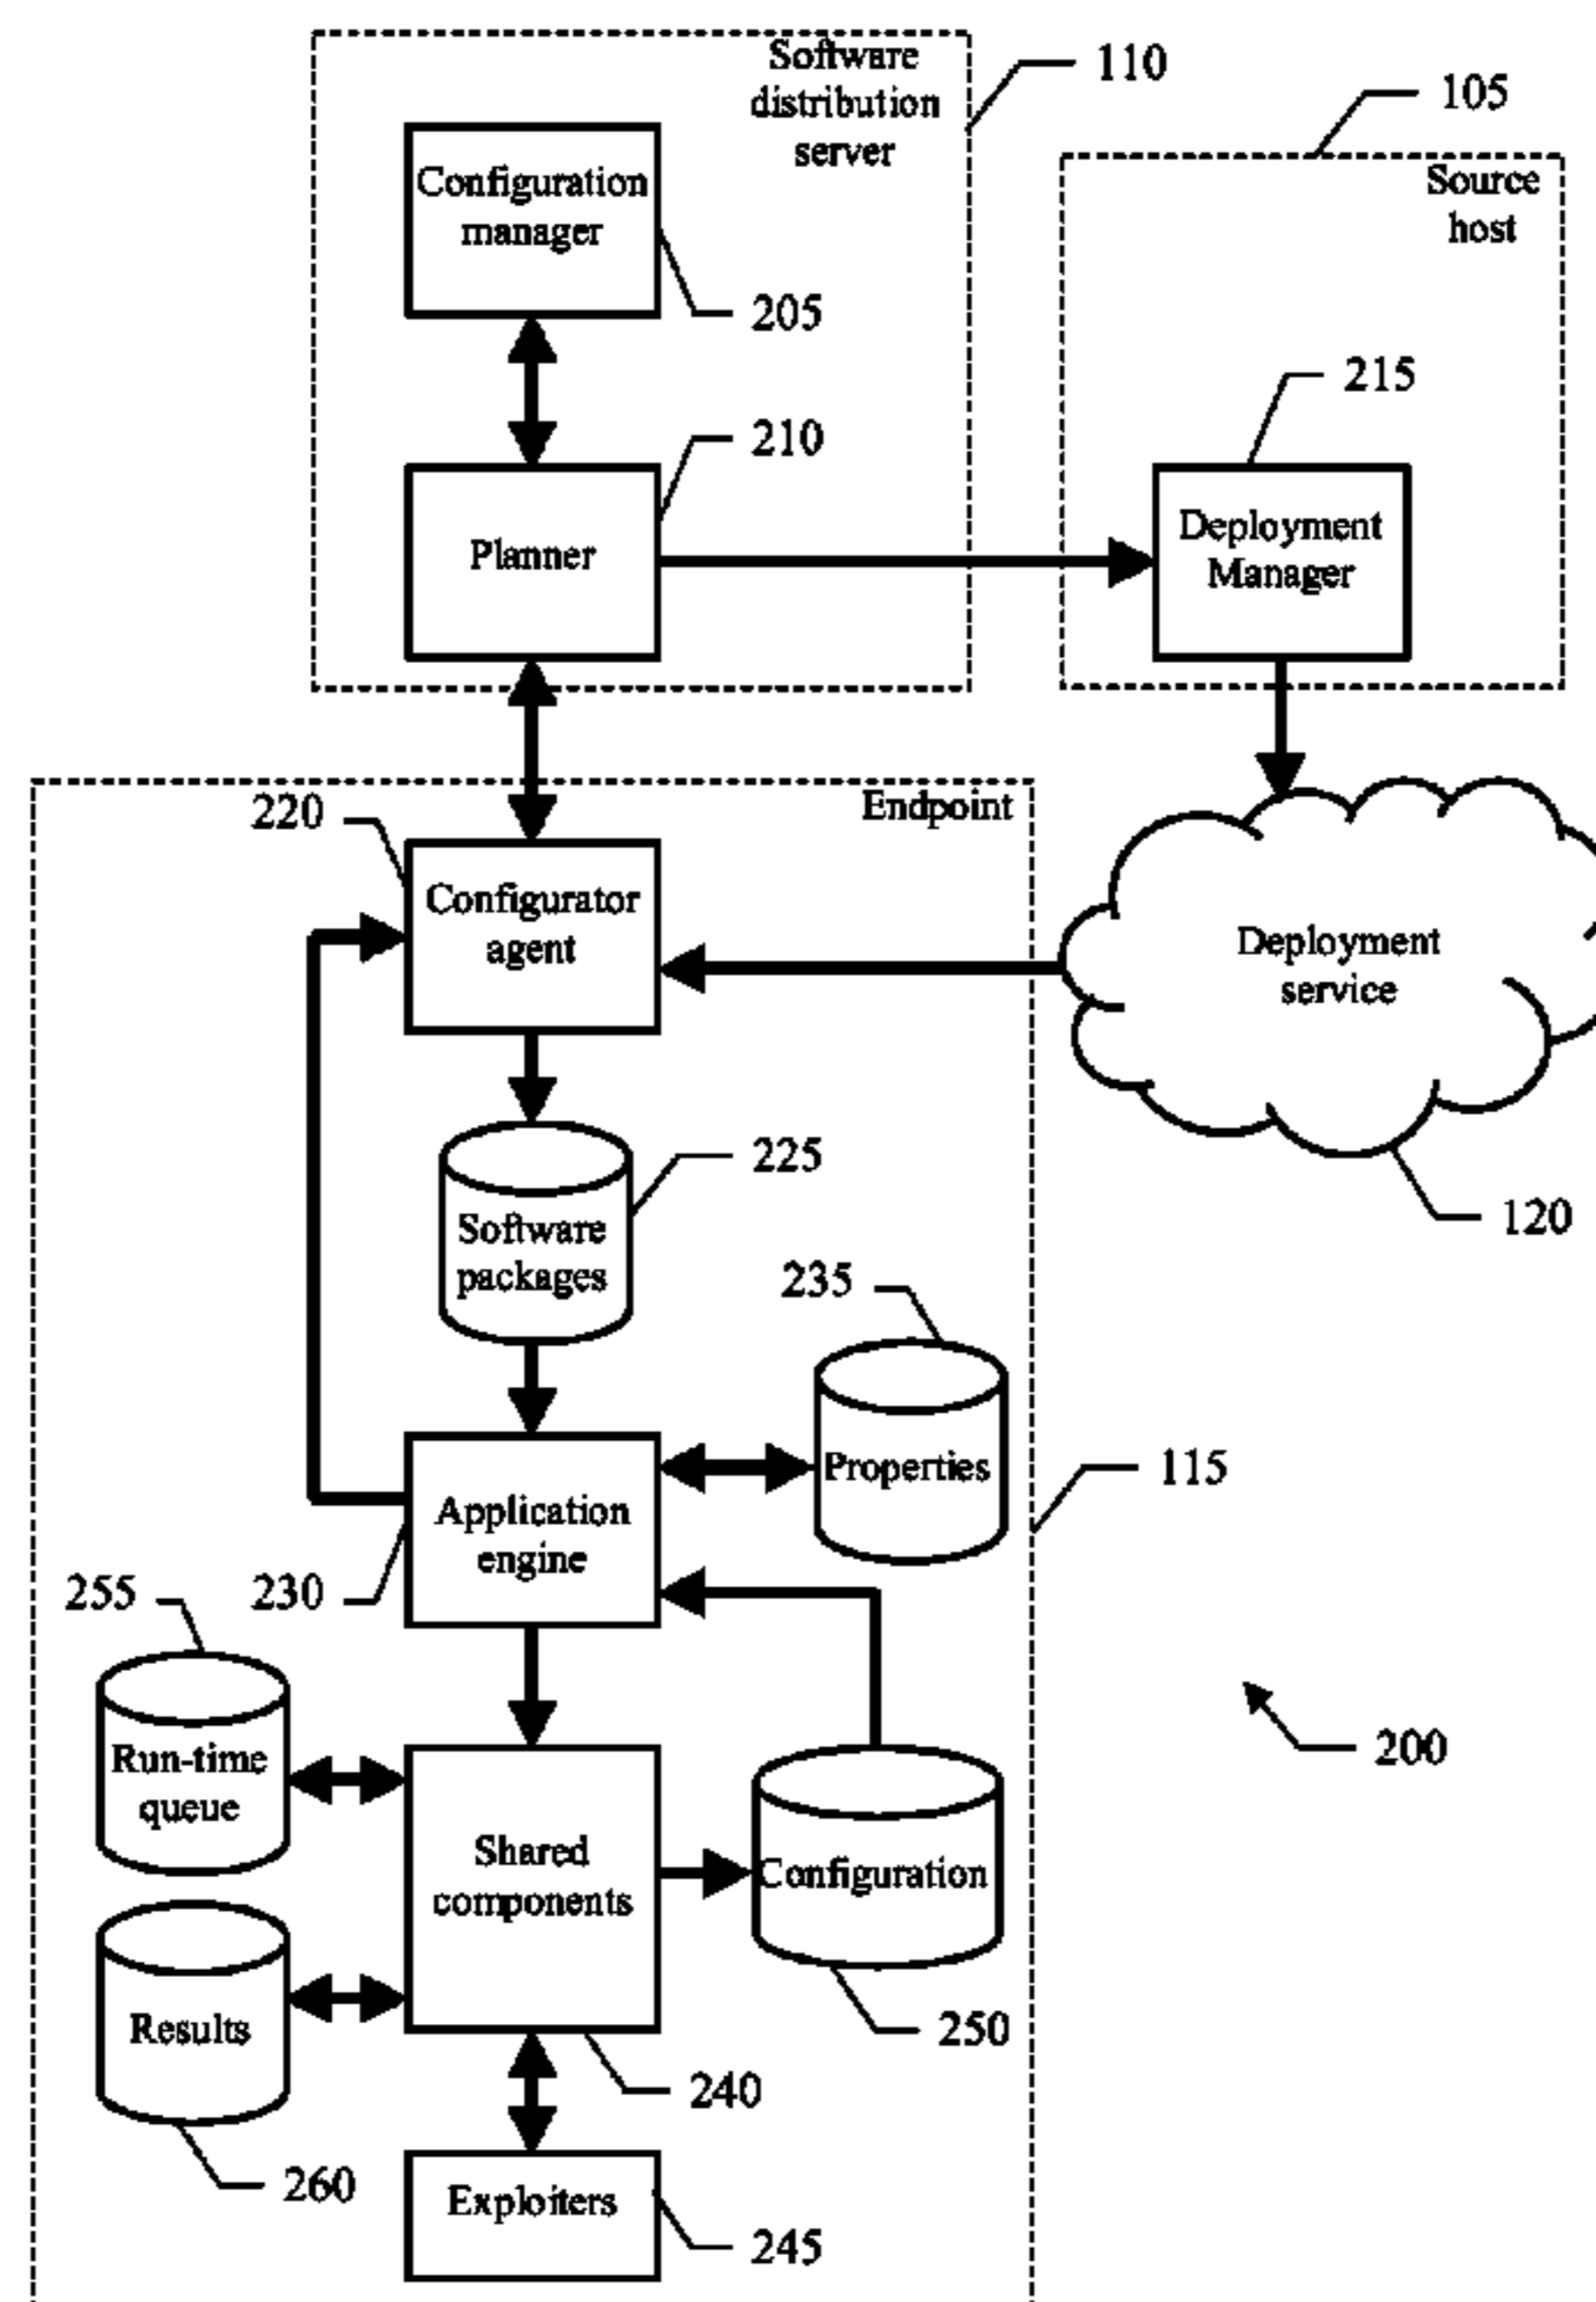 Software
distribution
server
110
105
Source
host
Configuration
manager
205
215
210
Planner
Deployment
Manager
Endpoint
220
Configurator
agent
Deployment
service
120
225
Software
packages
235
Properties
115
Application
engine
230
255
Run-time
queue
200
Shared
components
Configuration
250
Results
240
260
Exploiters
245